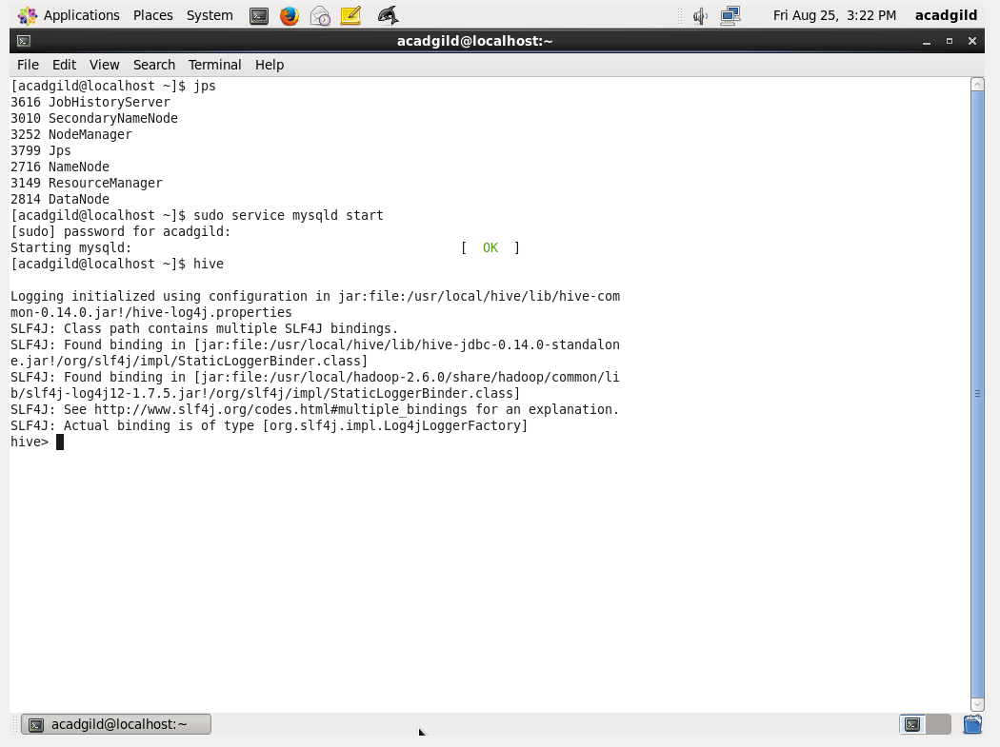 Applications Places System Fri Aug 25, 3:22 PM acadgild
acadgild@localhost:~
File Edit View Search Terminal Help
[acadgild@localhost ~]$ jps
3616 JobHistoryServer
3010 SecondaryNameNode
3252 NodeManager
3799 Jps
2716 NameNode
3149 ResourceManager
2814 DataNode
[acadgild@localhost ~]$ sudo service mysqld start
[sudo] password for acadgild:
Starting mysqld: [ OK ]
[acadgild@localhost ~]$ hive
Logging initialized using configuration in jar:file:/usr/local/hive/lib/hive-com
mon-0.14.0.jar!/hive-log4j.properties
SLF4J: Class path contains multiple SLF4J bindings.
SLF4J: Found binding in [jar:file:/usr/local/hive/lib/hive-jdbc-0.14.0-standalon
e.jar!/org/slf4j/impl/StaticLoggerBinder.class]
SLF4J: Found binding in [jar:file:/usr/local/hadoop-2.6.0/share/hadoop/common/li
b/slf4j-log4j12-1.7.5.jar!/org/slf4j/impl/StaticLoggerBinder.class]
SLF4J: See http://www.slf4j.org/codes.html#multiple_bindings for an explanation.
SLF4J: Actual binding is of type [org.slf4j.impl.Log4jLoggerFactory]
hive>
acadgild@localhost:~